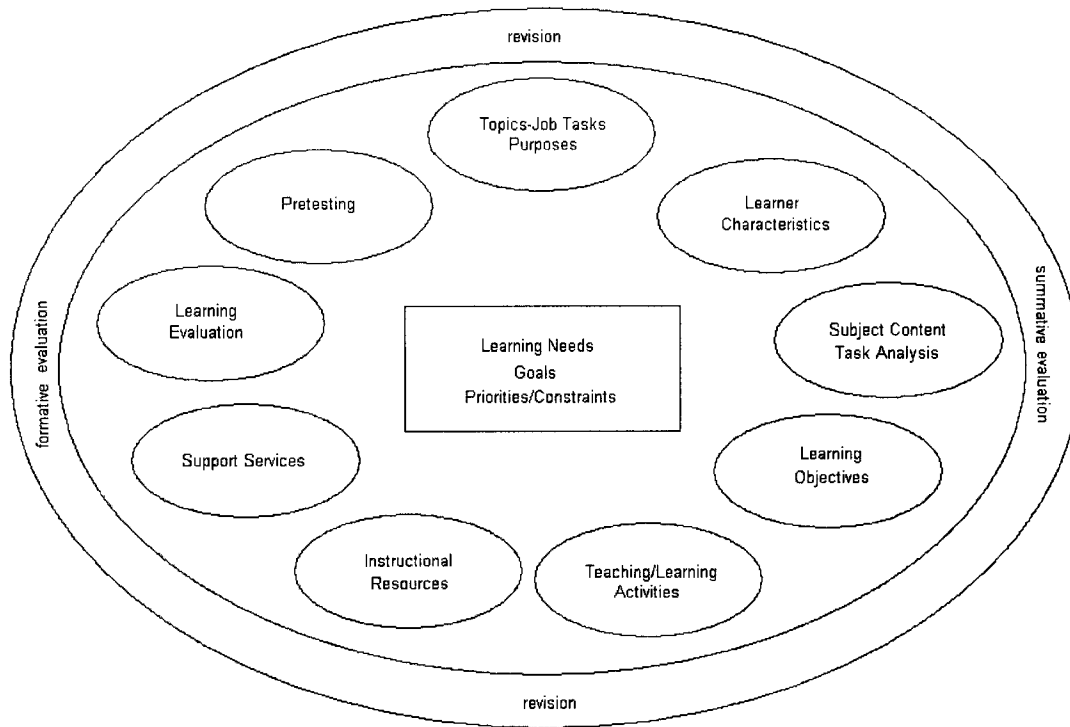 revision
Topics-Job Tasks
Purposes
Pretesting
Learner
Characteristics
Learning
Evaluation
Subject Content
Task Analysis
Learning Needs
Goals
Priorities/Constraints
formative evaluation
summative evaluation
Support Services
Learning
Objectives
Instructional
Resources
Teaching/Learning
Activities
revision